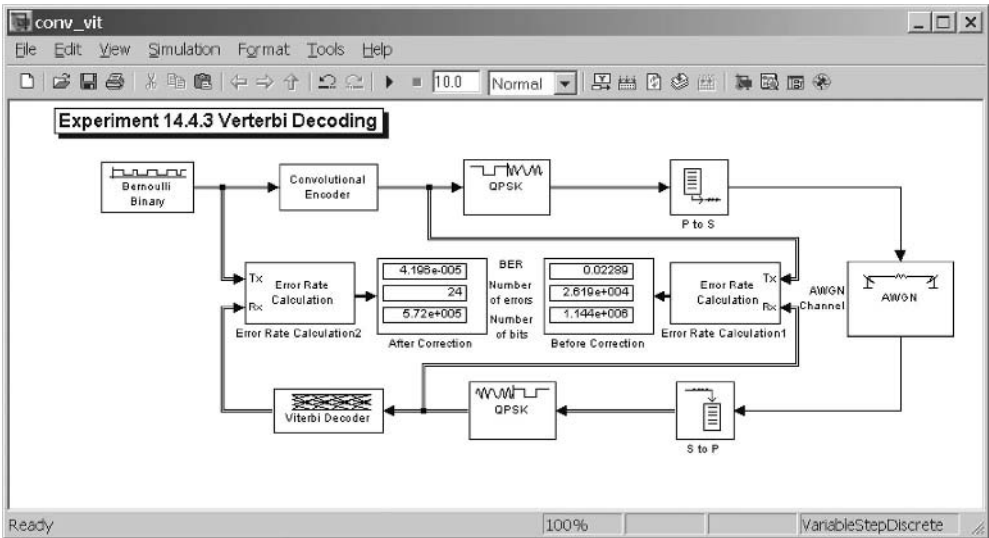 conv_vit
File Edit View Simulation Format Tools Help
10.0 Normal
Experiment 14.4.3 Verterbi Decoding
Bernoulli
Binary
Convolutional
Encoder
QPSK
P to S
Tx
Rx
Error Rate
Calculation
Error Rate Calculation2
4.196e-005
24
5.72e+005
After Correction
BER
Number
of errors
Number
of bits
0.02289
2.619e+004
1.144e+006
Before Correction
Error Rate
Calculation
Tx
Rx
Error Rate Calculation1
AWGN
Channel
AWGN
Viterbi Decoder
QPSK
S to P
Ready 100% VariableStepDiscrete